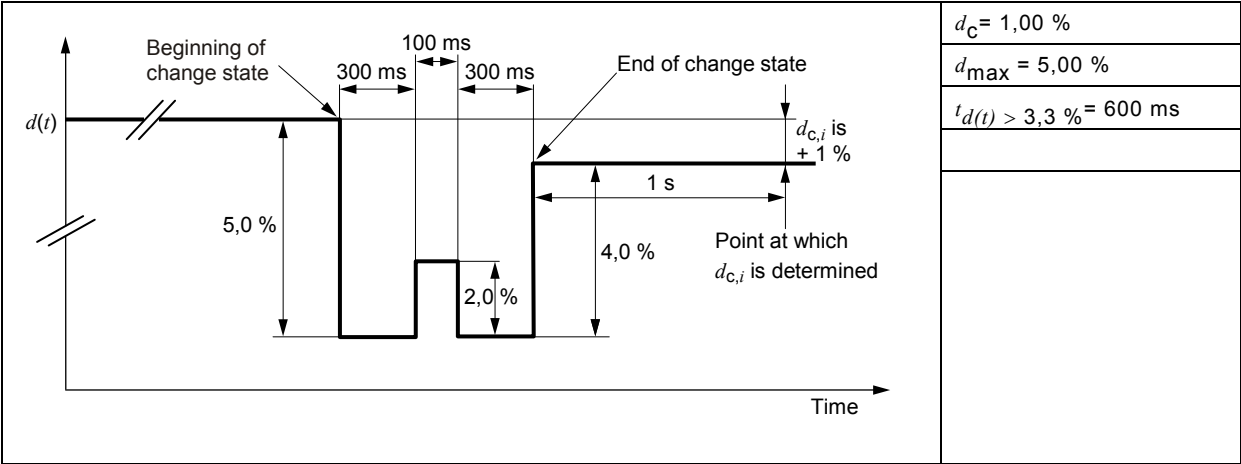 Beginning of
change state
100 ms
300 ms
300 ms
End of change state
d(t)
dc,i is
+ 1 %
1 s
5,0 %
4,0 %
Point at which
dc,i is determined
2,0 %
Time
dc= 1,00 %
dmax = 5,00 %
td(t) > 3,3 %= 600 ms